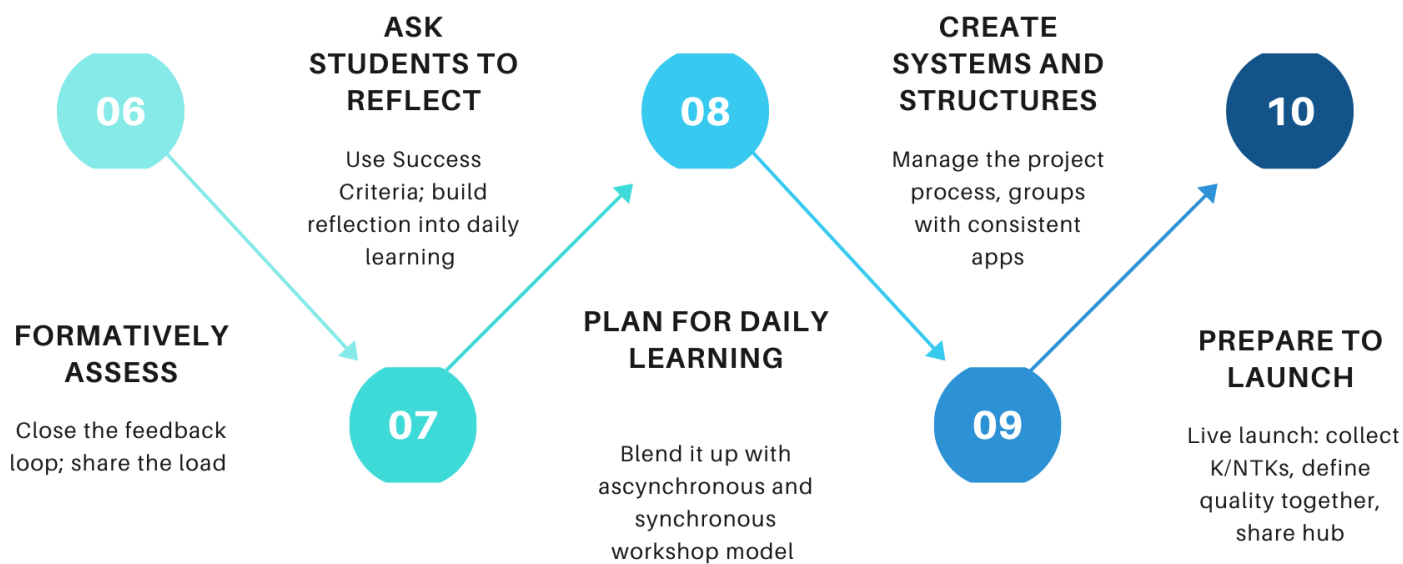 06
FORMATIVELY
ASSESS
Close the feedback
loop; share the load
ASK
STUDENTS TO
REFLECT
Use Success
Criteria; build
reflection into daily
learning
07
08
PLAN FOR DAILY
LEARNING
Blend it up with
ascynchronous and
synchronous
workshop model
CREATE
SYSTEMS AND
STRUCTURES
Manage the project
process, groups
with consistent
apps
09
10
PREPARE TO
LAUNCH
Live launch: collect
K/NTKs, define
quality together,
share hub